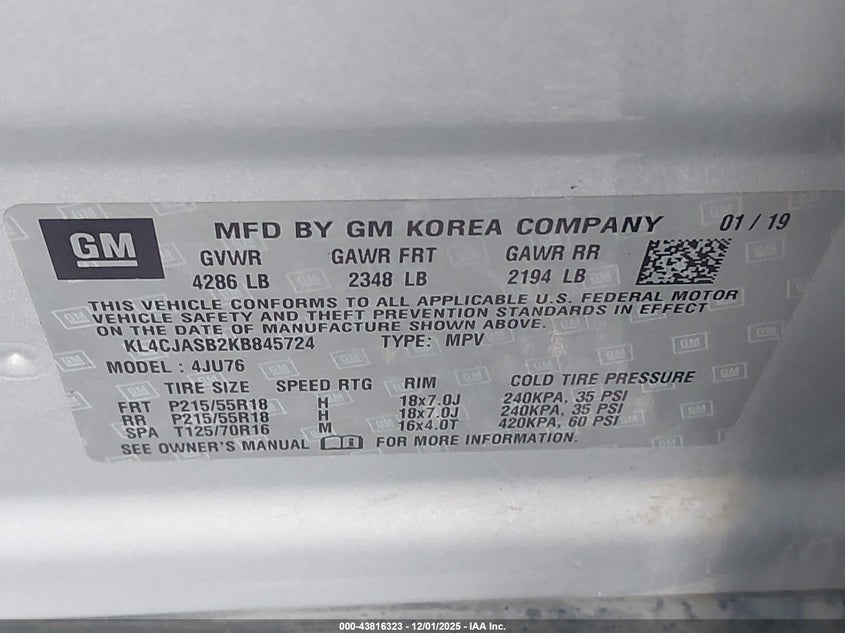 GM MFD BY GM KOREA COMPANY 01 / 19
GVWR GAWR FRT GAWR RR
4286 LB 2348 LB 2194 LB
THIS VEHICLE CONFORMS TO ALL APPLICABLE U.S. FEDERAL MOTOR
VEHICLE SAFETY AND THEFT PREVENTION STANDARDS IN EFFECT
ON THE DATE OF MANUFACTURE SHOWN ABOVE.
KL4CJASB2KB845724 TYPE: MPV
MODEL : 4JU76
TIRE SIZE SPEED RTG RIM COLD TIRE PRESSURE
FRT P215/55R18 H 18x7.0J 240KPA, 35 PSI
RR P215/55R18 H 18x7.0J 240KPA, 35 PSI
SPA T125/70R16 M 16x4.0T 420KPA, 60 PSI
SEE OWNER'S MANUAL FOR MORE INFORMATION.
000-43816323 - 12/01/2025 - IAA Inc.